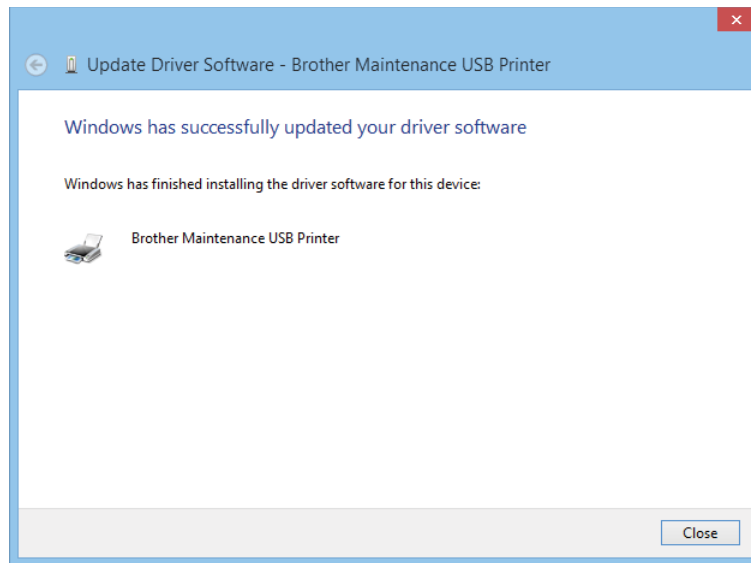 Update Driver Software - Brother Maintenance USB Printer
Windows has successfully updated your driver software
Windows has finished installing the driver software for this device:
Brother Maintenance USB Printer
Close